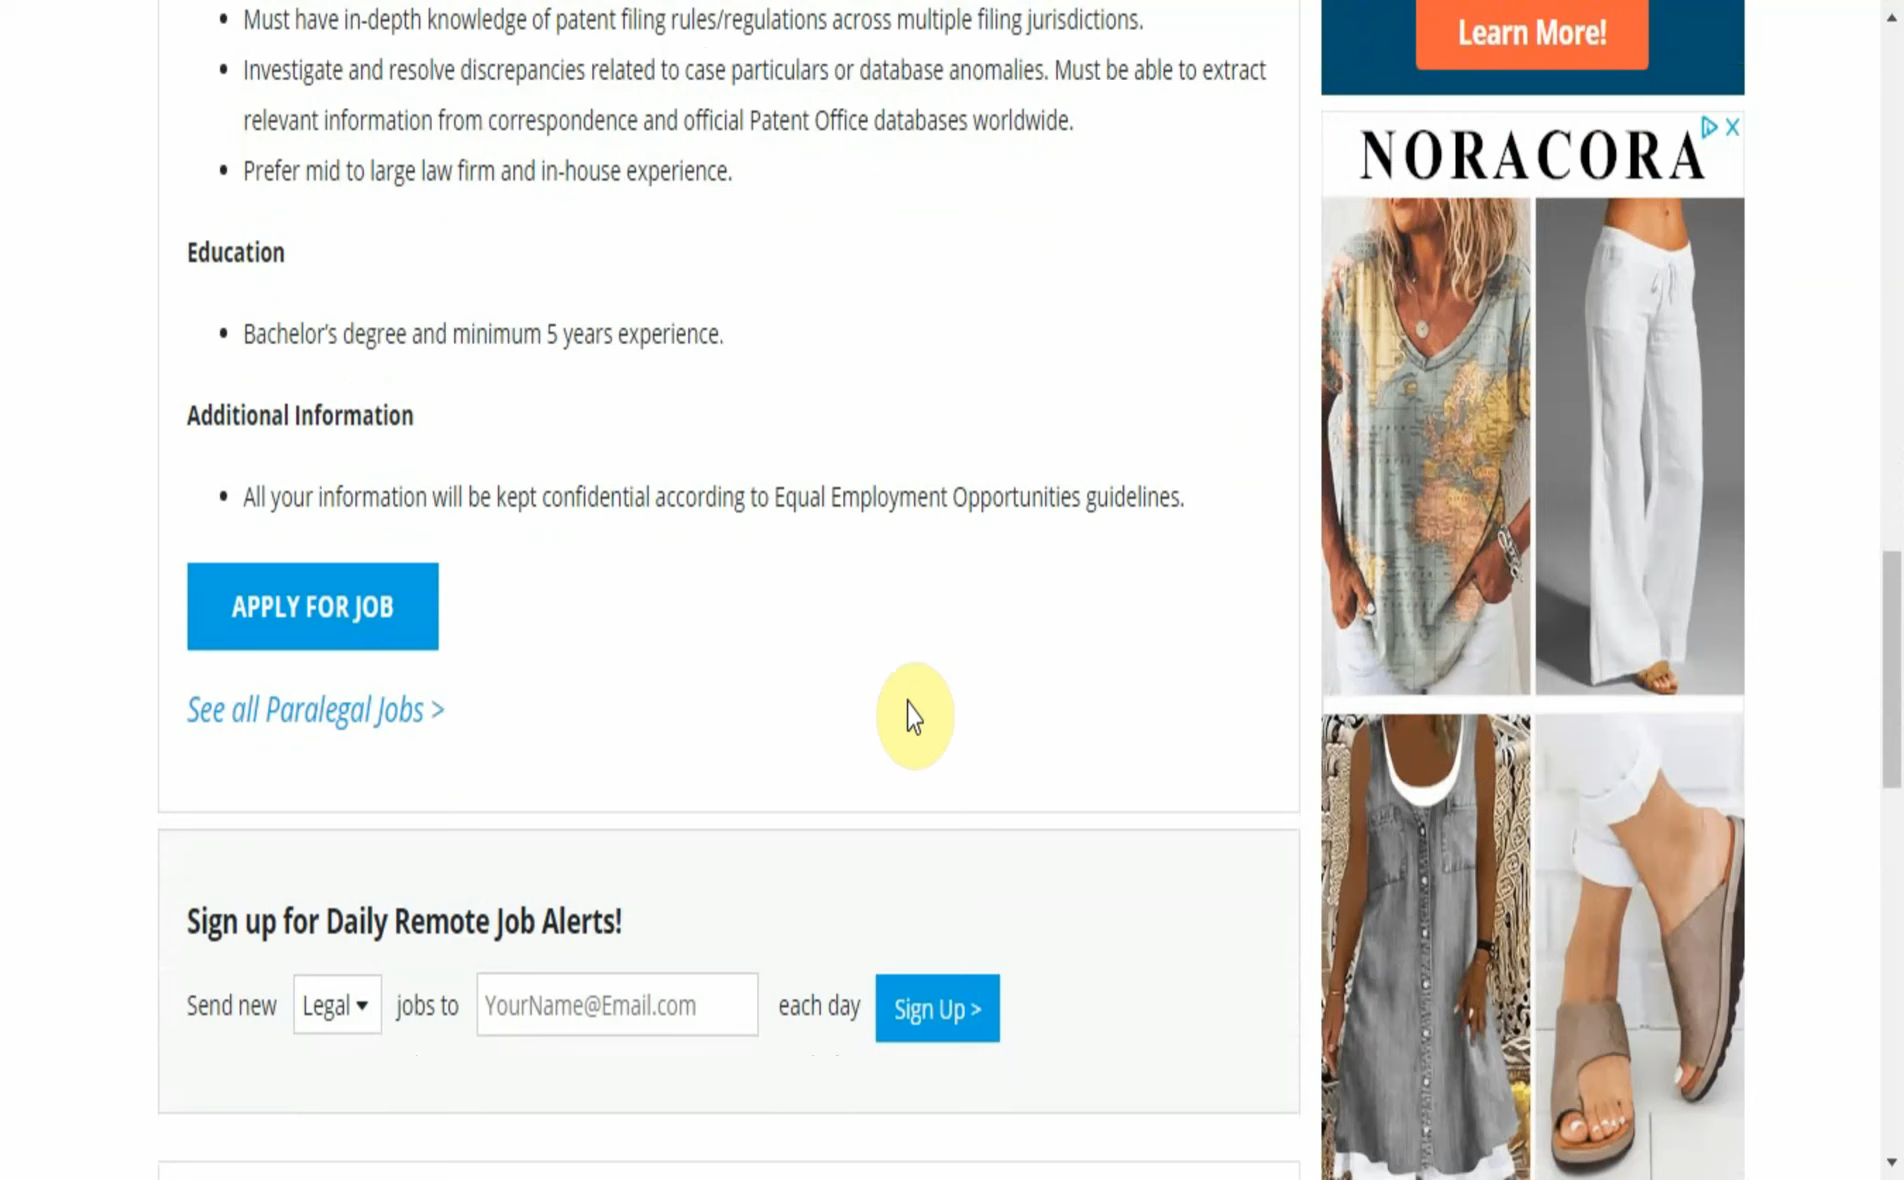 Must have in-depth knowledge of patent filing rules/regulations across multiple filing jurisdictions.
Investigate and resolve discrepancies related to case particulars or database anomalies. Must be able to extract
relevant information from correspondence and official Patent Office databases worldwide.
Prefer mid to large law firm and in-house experience.
Education
Bachelor's degree and minimum 5 years experience.
Additional Information
All your information will be kept confidential according to Equal Employment Opportunities guidelines.
APPLY FOR JOB
See all Paralegal Jobs >
Sign up for Daily Remote Job Alerts!
Send new Legal jobs to YourName@Email.com each day Sign Up >
Learn More!
NORACORA